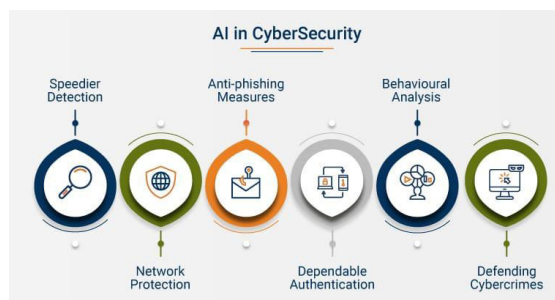 AI in CyberSecurity
Speedier
Detection
Anti-phishing
Measures
Behavioural
Analysis
Network
Protection
Dependable
Authentication
Defending
Cybercrimes